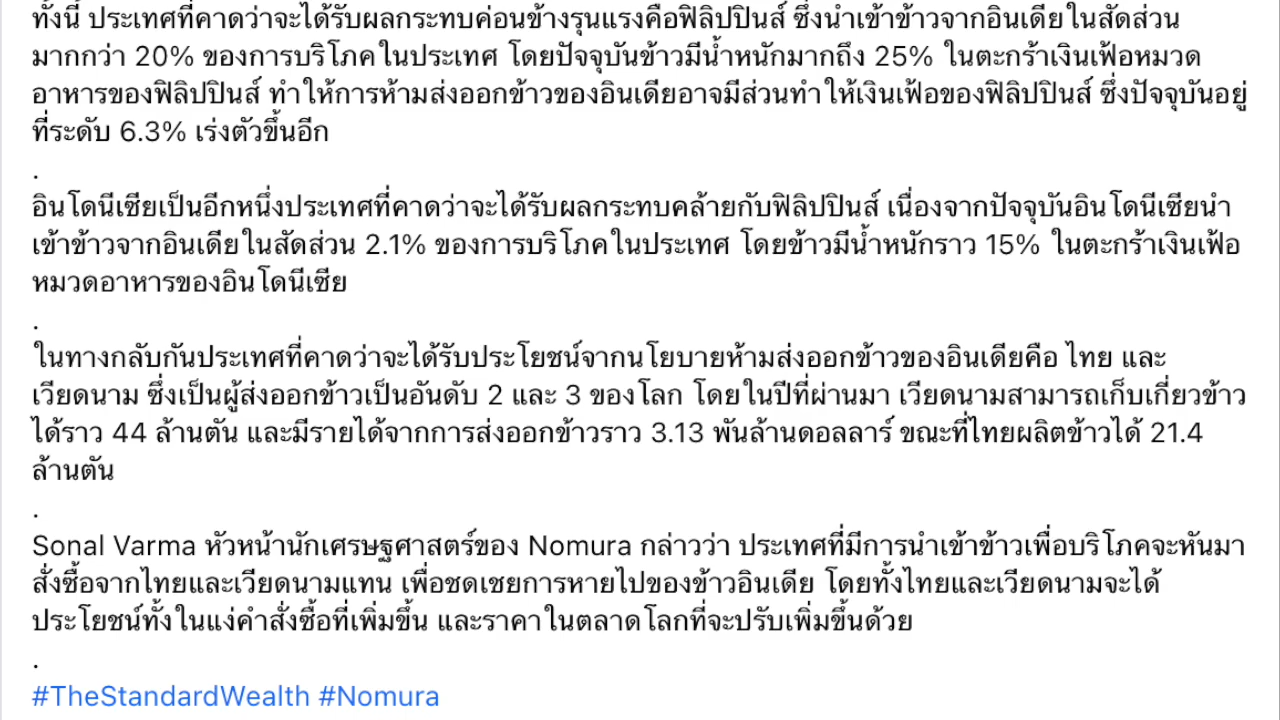 ทั้งนี้ ประเทศที่คาดว่าจะได้รับผลกระทบค่อนข้างรุนแรงคือฟิลิปปินส์ ซึ่งนำเข้าข้าวจากอินเดียในสัดส่วน
มากกว่า 20% ของการบริโภคในประเทศ โดยปัจจุบันข้าวมีน้ำหนักมากถึง 25% ในตะกร้าเงินเฟ้อหมวด
อาหารของฟิลิปปินส์ ทำให้การห้ามส่งออกข้าวของอินเดียอาจมีส่วนทำให้เงินเฟ้อของฟิลิปปินส์ ซึ่งปัจจุบันอยู่
ที่ระดับ 6.3% เร่งตัวขึ้นอีก
.
อินโดนีเซียเป็นอีกหนึ่งประเทศที่คาดว่าจะได้รับผลกระทบคล้ายกับฟิลิปปินส์ เนื่องจากปัจจุบันอินโดนีเซียนำ
เข้าข้าวจากอินเดียในสัดส่วน 2.1% ของการบริโภคในประเทศ โดยข้าวมีน้ำหนักราว 15% ในตะกร้าเงินเฟ้อ
หมวดอาหารของอินโดนีเซีย
.
ในทางกลับกันประเทศที่คาดว่าจะได้รับประโยชน์จากนโยบายห้ามส่งออกข้าวของอินเดียคือ ไทย และ
เวียดนาม ซึ่งเป็นผู้ส่งออกข้าวเป็นอันดับ 2 และ 3 ของโลก โดยในปีที่ผ่านมา เวียดนามสามารถเก็บเกี่ยวข้าว
ได้ราว 44 ล้านตัน และมีรายได้จากการส่งออกข้าวราว 3.13 พันล้านดอลลาร์ ขณะที่ไทยผลิตข้าวได้ 21.4
ล้านตัน
.
Sonal Varma หัวหน้านักเศรษฐศาสตร์ของ Nomura กล่าวว่า ประเทศที่มีการนำเข้าข้าวเพื่อบริโภคจะหันมา
สั่งซื้อจากไทยและเวียดนามแทน เพื่อชดเชยการหายไปของข้าวอินเดีย โดยทั้งไทยและเวียดนามจะได้
ประโยชน์ทั้งในแง่คำสั่งซื้อที่เพิ่มขึ้น และราคาในตลาดโลกที่จะปรับเพิ่มขึ้นด้วย
.
#TheStandardWealth #Nomura